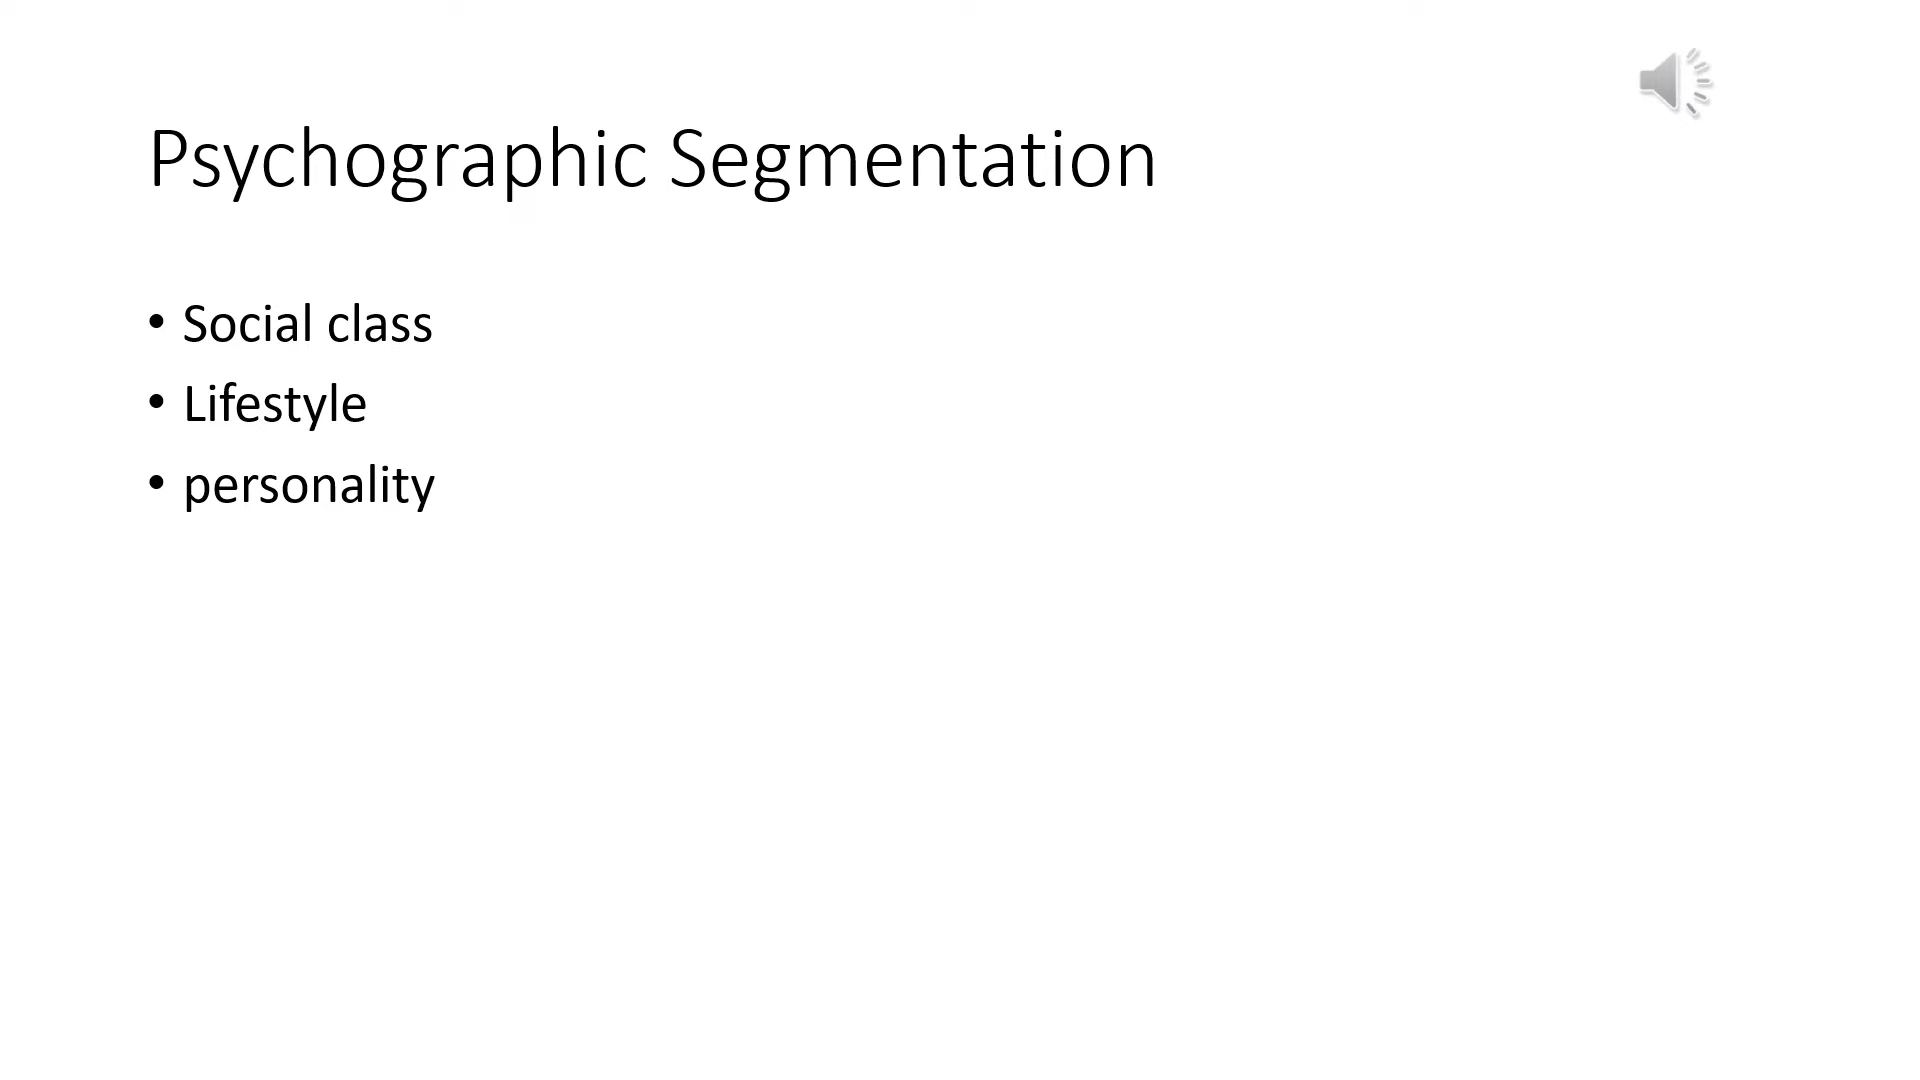 Psychographic Segmentation
• Social class
• Lifestyle
• personality